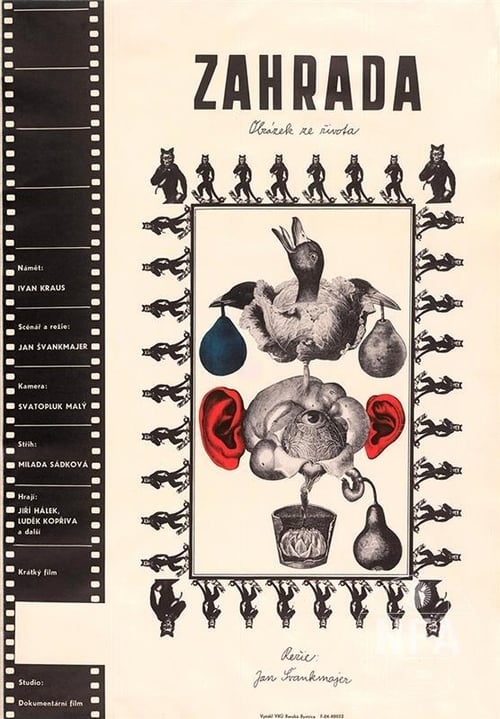 ZAHRADA
Obrázek ze života
Námět:
IVAN KRAUS
Scénář a režie:
JAN ŠVANKMAJER
Kamera:
SVATOPLUK MALÝ
Střih:
MILADA SÁDKOVÁ
Hrají:
JIŘÍ HÁLEK,
LUDĚK KOPŘIVA
a další
Krátký film
Studio:
Dokumentární film
Režie:
Jan Švankmajer
NFA